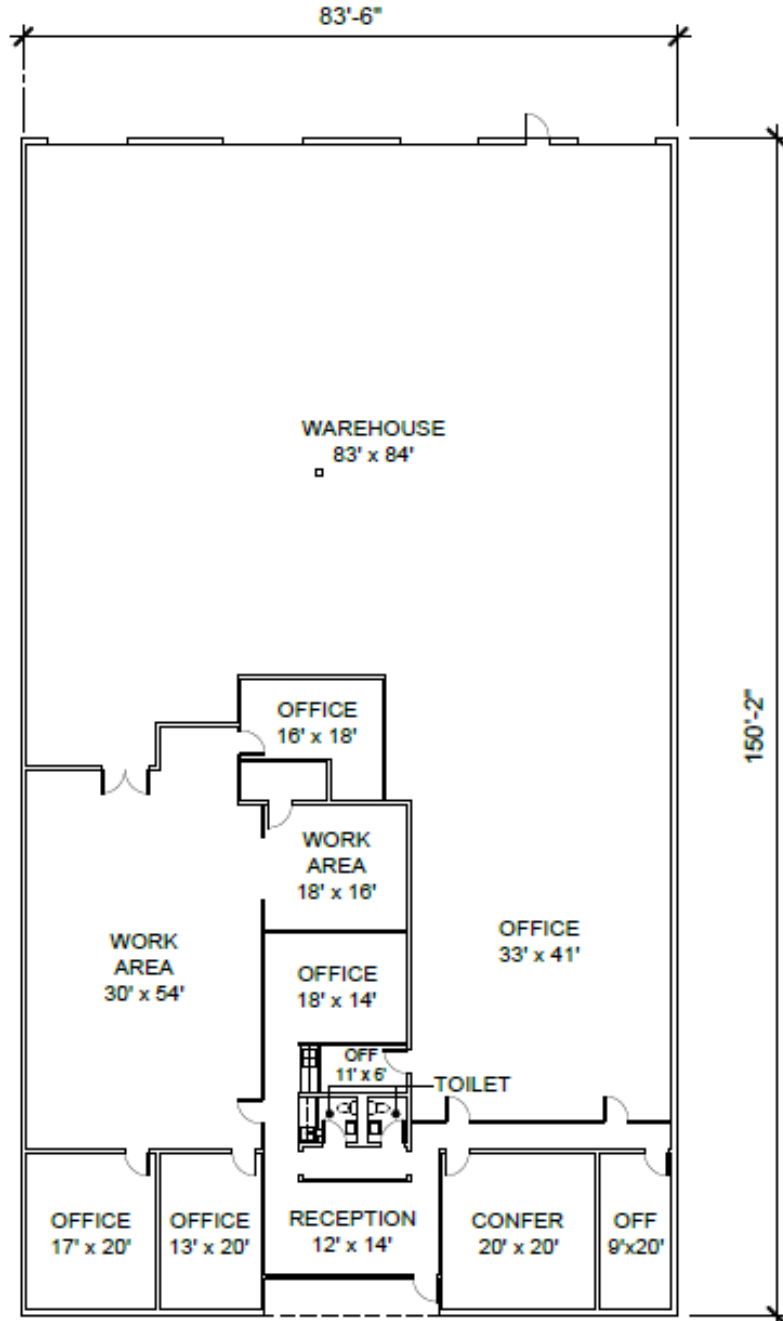 83'-6"
WAREHOUSE
83' x 84'
150'-2"
OFFICE
16' x 18'
WORK
AREA
18' x 16'
OFFICE
33' x 41'
WORK
AREA
30' x 54'
OFFICE
18' x 14'
OFF
11' x 6'
TOILET
OFFICE
17' x 20'
OFFICE
13' x 20'
RECEPTION
12' x 14'
CONFER
20' x 20'
OFF
9'x20'